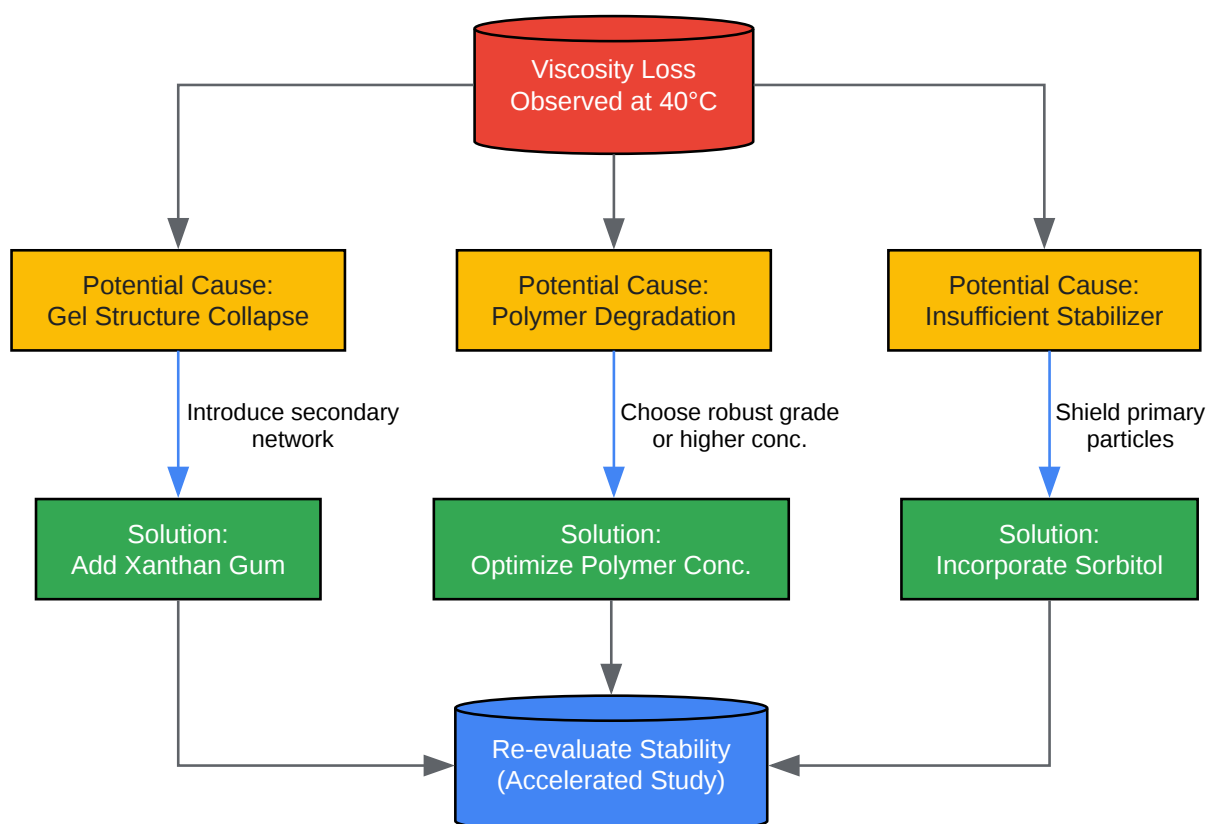 Viscosity Loss
Observed at 40°C
Potential Cause:
Gel Structure Collapse
Potential Cause:
Polymer Degradation
Potential Cause:
Insufficient Stabilizer
Introduce secondary
network
Choose robust grade
or higher conc.
Shield primary
particles
Solution:
Add Xanthan Gum
Solution:
Optimize Polymer Conc.
Solution:
Incorporate Sorbitol
Re-evaluate Stability
(Accelerated Study)